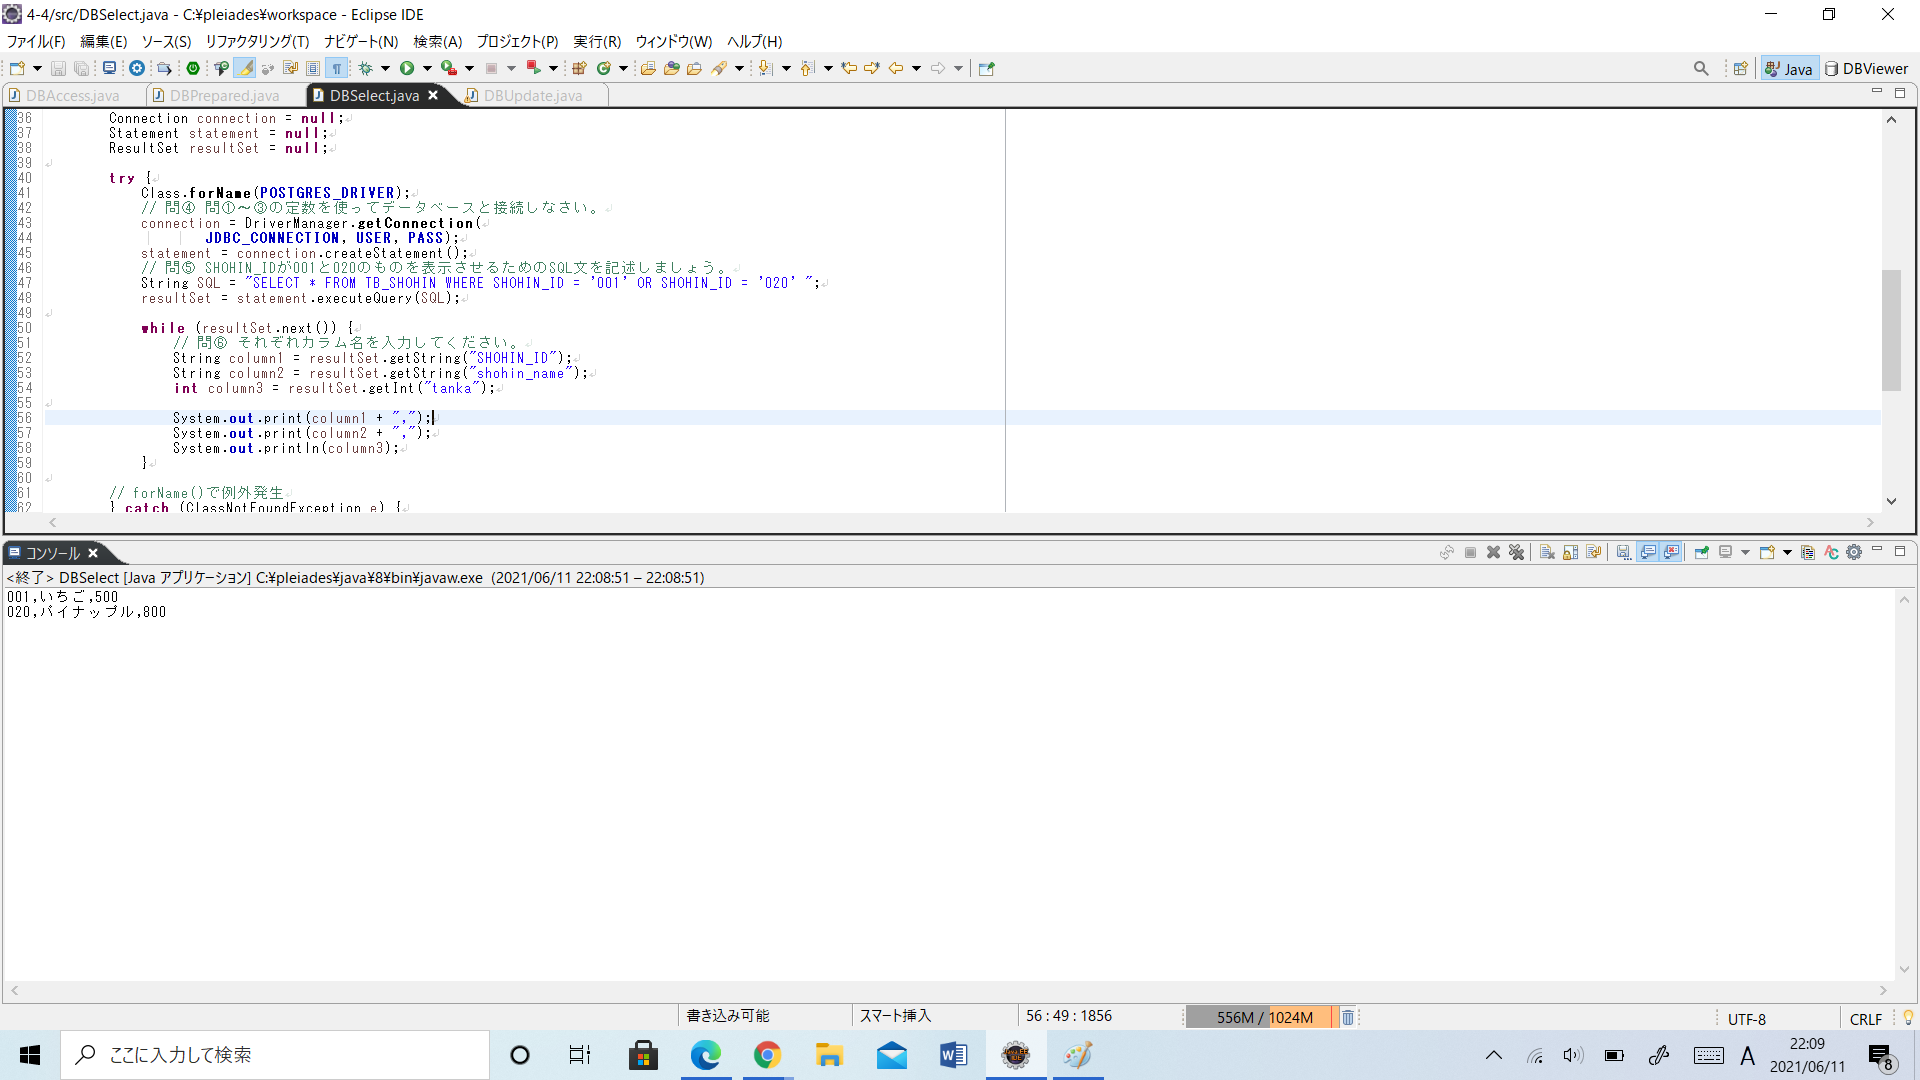 4-4/src/DBSelect.java - C:¥pleiades¥workspace - Eclipse IDE
ファイル(F) 編集(E) ソース(S) リファクタリング(T) ナビゲート(N) 検索(A) プロジェクト(P) 実行(R) ウィンドウ(W) ヘルプ(H)
Java DBViewer
DBAccess.java DBPrepared.java DBSelect.java DBUpdate.java
36 Connection connection = null;
37 Statement statement = null;
38 ResultSet resultSet = null;
39
40 try {
41 Class.forName(POSTGRES_DRIVER);
42 // 問④ 問①～③の定数を使ってデータベースと接続しなさい。
43 connection = DriverManager.getConnection(
44 JDBC_CONNECTION, USER, PASS);
45 statement = connection.createStatement();
46 // 問⑤ SHOHIN_IDが001と020のものを表示させるためのSQL文を記述しましょう。
47 String SQL = "SELECT * FROM TB_SHOHIN WHERE SHOHIN_ID = '001' OR SHOHIN_ID = '020' ";
48 resultSet = statement.executeQuery(SQL);
49
50 while (resultSet.next()) {
51 // 問⑥ それぞれカラム名を入力してください。
52 String column1 = resultSet.getString("SHOHIN_ID");
53 String column2 = resultSet.getString("shohin_name");
54 int column3 = resultSet.getInt("tanka");
55
56 System.out.print(column1 + ",");
57 System.out.print(column2 + ",");
58 System.out.println(column3);
59 }
60
61 // forName()で例外発生
62 } catch (ClassNotFoundException e) {
コンソール
<終了> DBSelect [Java アプリケーション] C:¥pleiades¥java¥8¥bin¥javaw.exe (2021/06/11 22:08:51 – 22:08:51)
001,いちご,500
020,パイナップル,800
書き込み可能 スマート挿入 56 : 49 : 1856 556M / 1024M UTF-8 CRLF
ここに入力して検索
A 22:09
2021/06/11
8